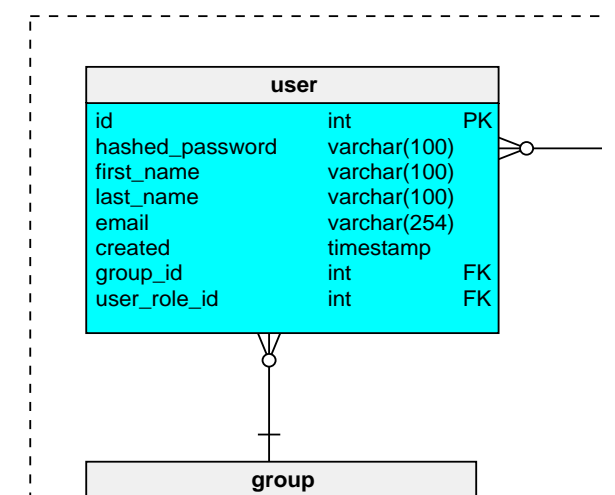 user
id int PK
hashed_password varchar(100)
first_name varchar(100)
last_name varchar(100)
email varchar(254)
created timestamp
group_id int FK
user_role_id int FK
group